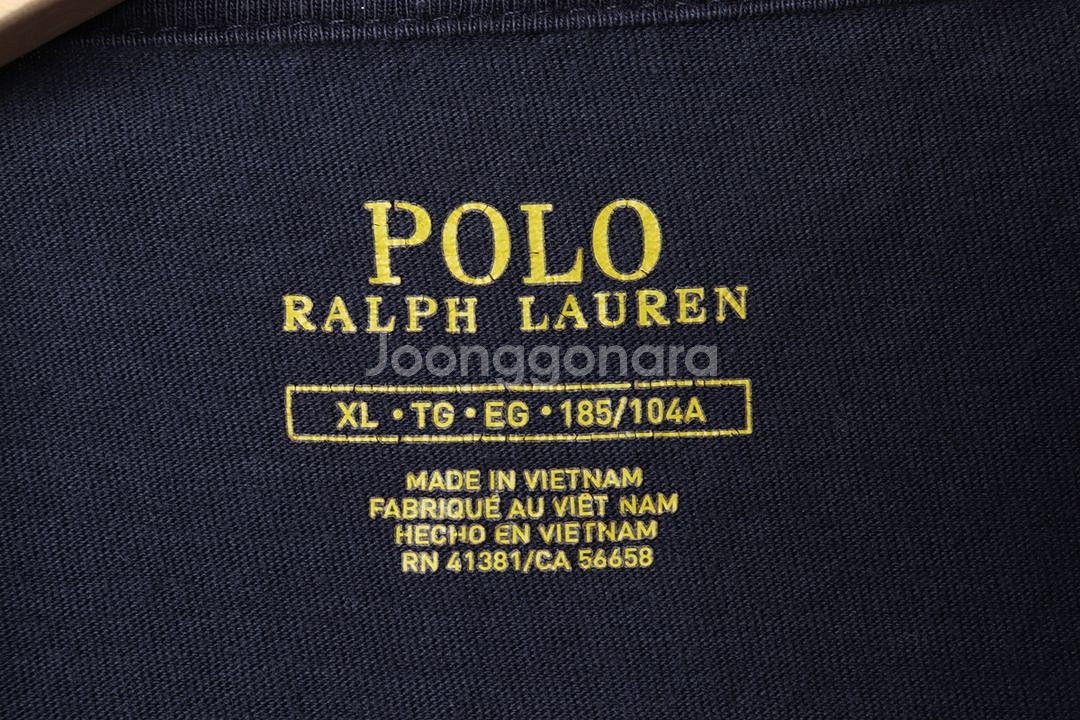 POLO
RALPH LAUREN
Joonggonara
XL • TG • EG • 185/104A
MADE IN VIETNAM
FABRIQUÉ AU VIÊT NAM
HECHO EN VIETNAM
RN 41381/CA 56658